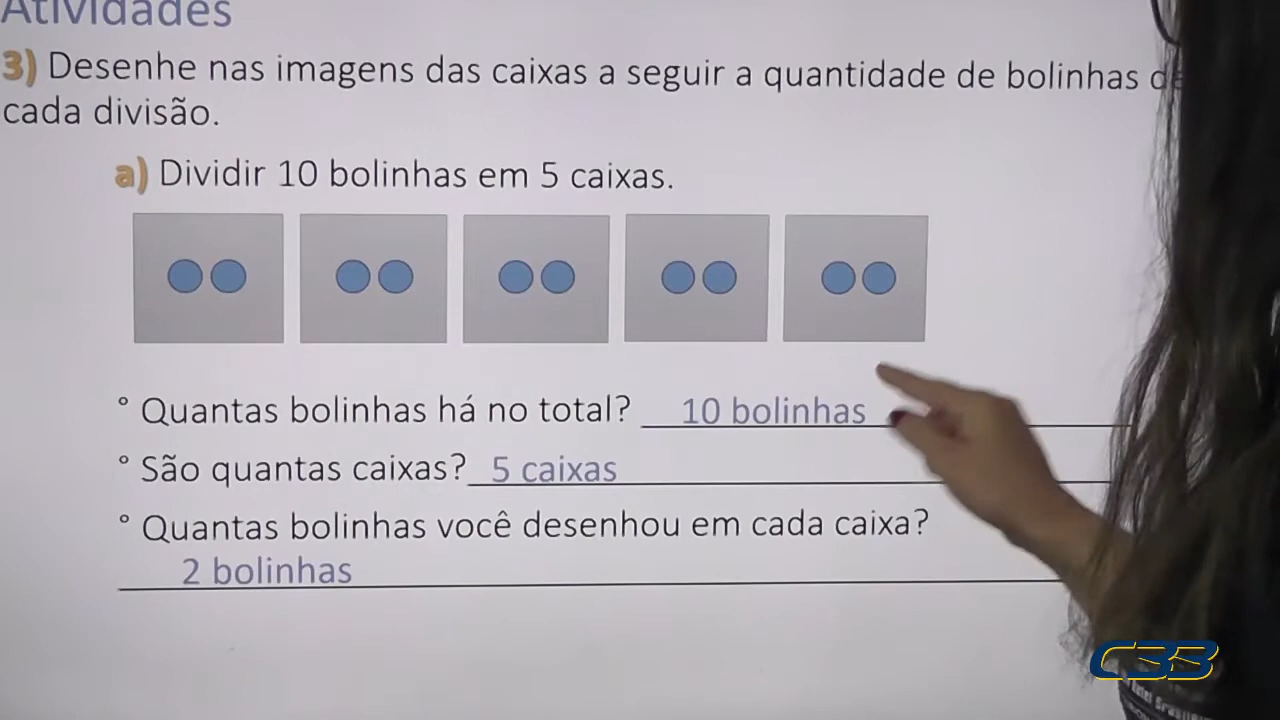 Atividades
3) Desenhe nas imagens das caixas a seguir a quantidade de bolinhas de
cada divisão.
a) Dividir 10 bolinhas em 5 caixas.
° Quantas bolinhas há no total? 10 bolinhas
° São quantas caixas? 5 caixas
° Quantas bolinhas você desenhou em cada caixa?
2 bolinhas
CBB